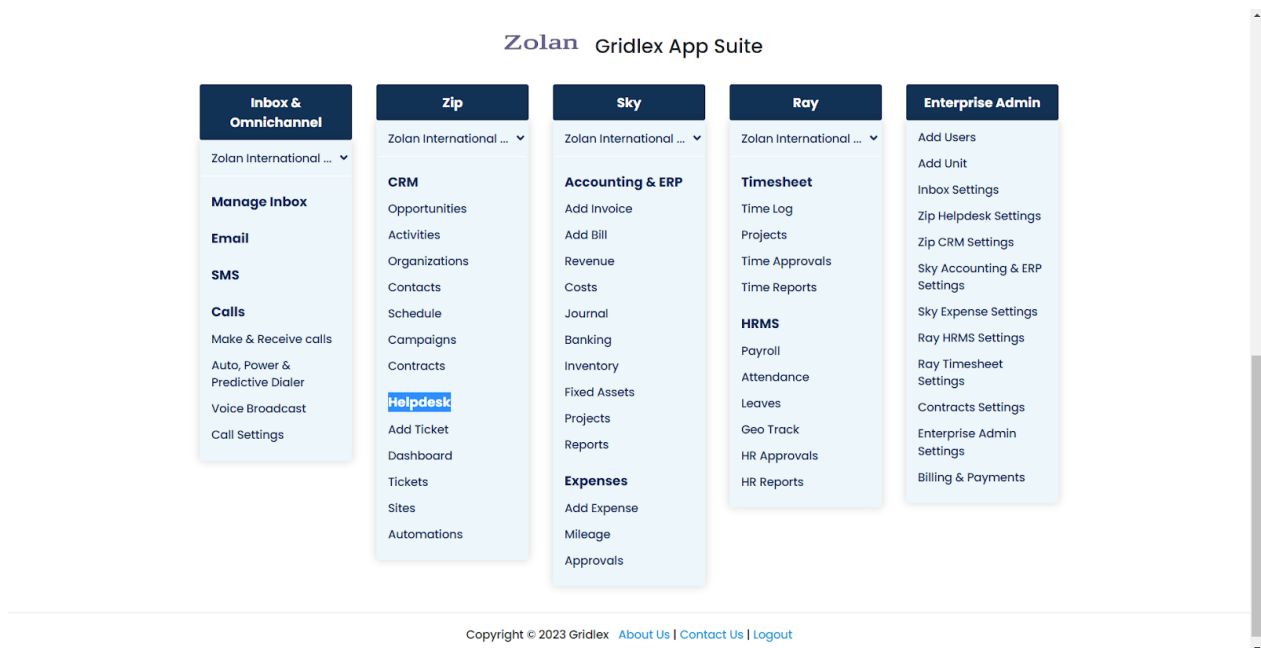 Zolan Gridlex App Suite
Inbox &
Omnichannel
Zolan International ...
Manage Inbox
Email
SMS
Calls
Make & Receive calls
Auto, Power &
Predictive Dialer
Voice Broadcast
Call Settings
Zip
Zolan International ...
CRM
Opportunities
Activities
Organizations
Contacts
Schedule
Campaigns
Contracts
Helpdesk
Add Ticket
Dashboard
Tickets
Sites
Automations
Sky
Zolan International ...
Accounting & ERP
Add Invoice
Add Bill
Revenue
Costs
Journal
Banking
Inventory
Fixed Assets
Projects
Reports
Expenses
Add Expense
Mileage
Approvals
Ray
Zolan International ...
Timesheet
Time Log
Projects
Time Approvals
Time Reports
HRMS
Payroll
Attendance
Leaves
Geo Track
HR Approvals
HR Reports
Enterprise Admin
Add Users
Add Unit
Inbox Settings
Zip Helpdesk Settings
Zip CRM Settings
Sky Accounting & ERP
Settings
Sky Expense Settings
Ray HRMS Settings
Ray Timesheet
Settings
Contracts Settings
Enterprise Admin
Settings
Billing & Payments
Copyright © 2023 Gridlex About Us | Contact Us | Logout